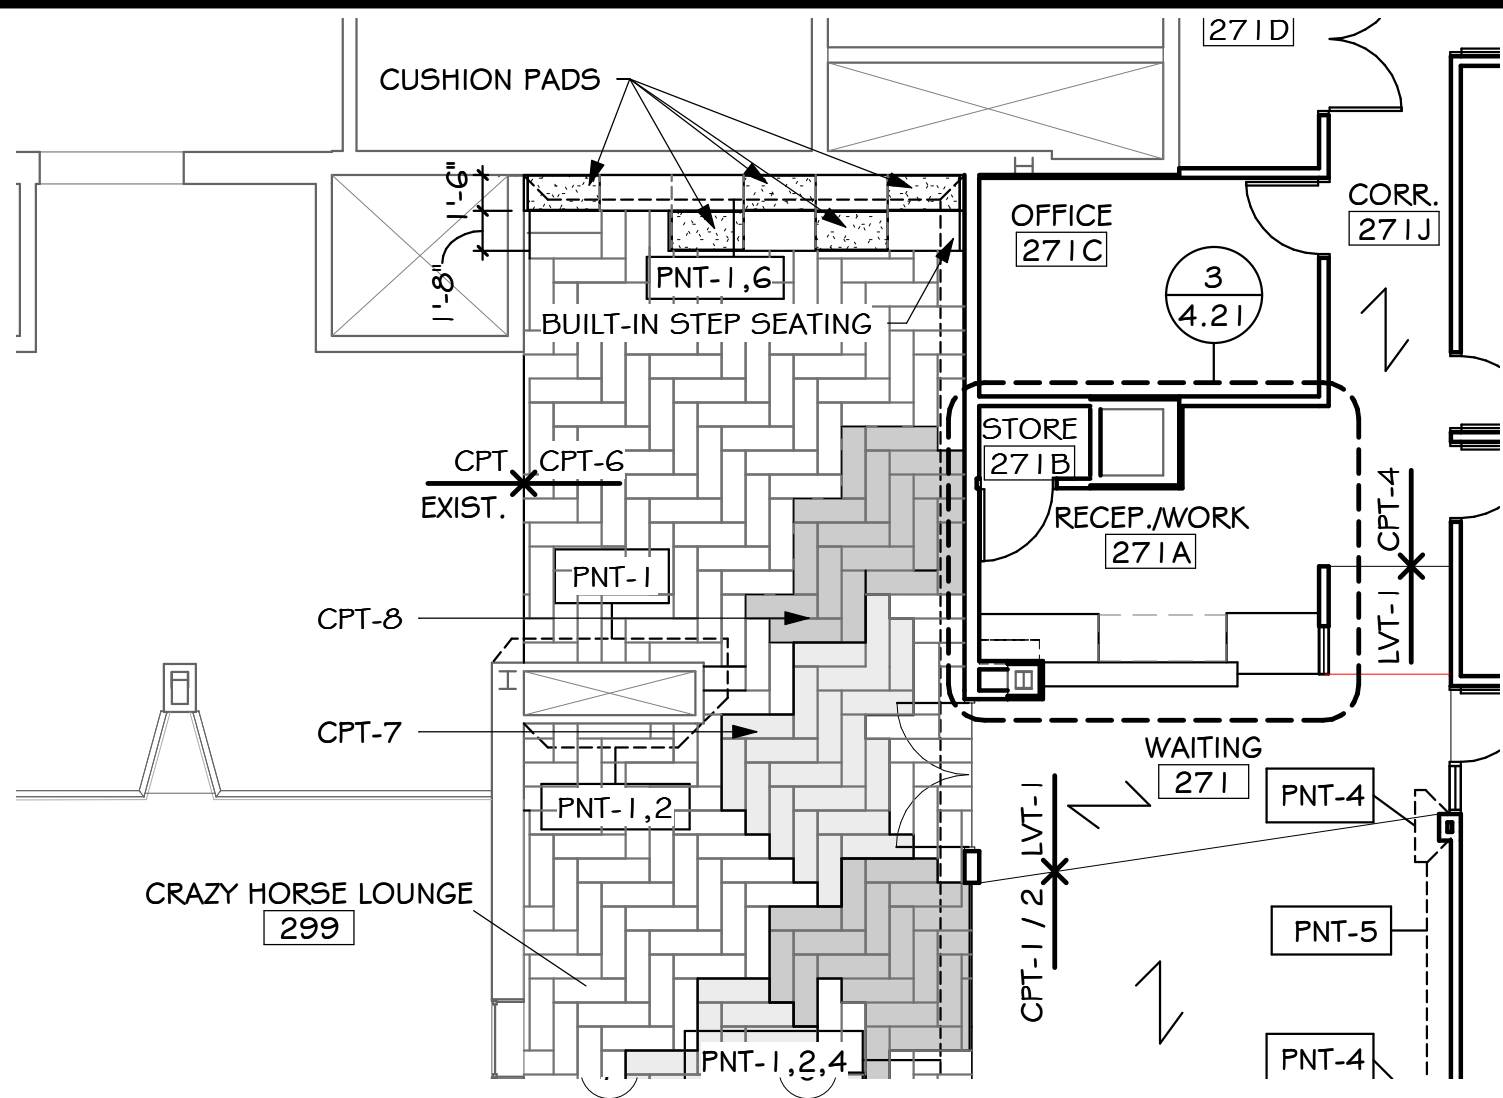 271D
CUSHION PADS
1'-6"
CORR.
271J
OFFICE
271C
PNT-1,6
3
4.21
1'-8"
BUILT-IN STEP SEATING
STORE
271B
CPT
CPT-6
EXIST.
CPT-4
LVT-1
RECEP./WORK
271A
PNT-1
CPT-8
CPT-7
WAITING
271
PNT-4
PNT-1,2
LVT-1
CPT-1 / 2
CRAZY HORSE LOUNGE
299
PNT-5
PNT-1,2,4
PNT-4